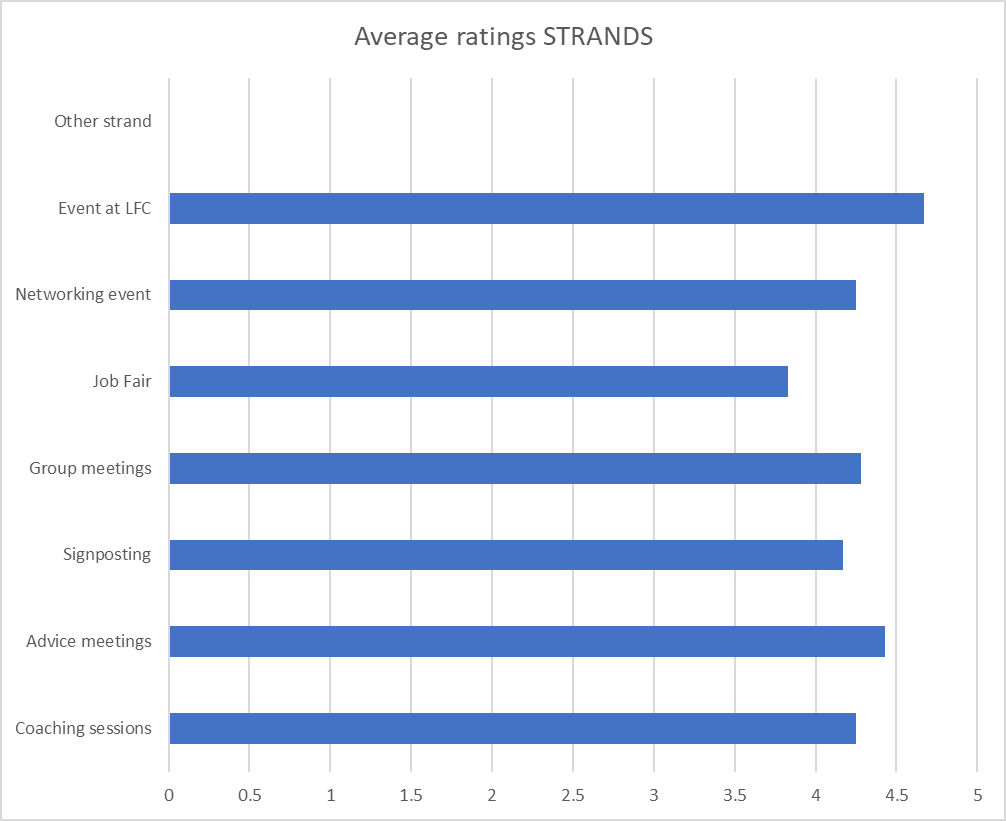 Average ratings STRANDS
Other strand
Event at LFC
Networking event
Job Fair
Group meetings
Signposting
Advice meetings
Coaching sessions
0 0.5 1 1.5 2 2.5 3 3.5 4 4.5 5